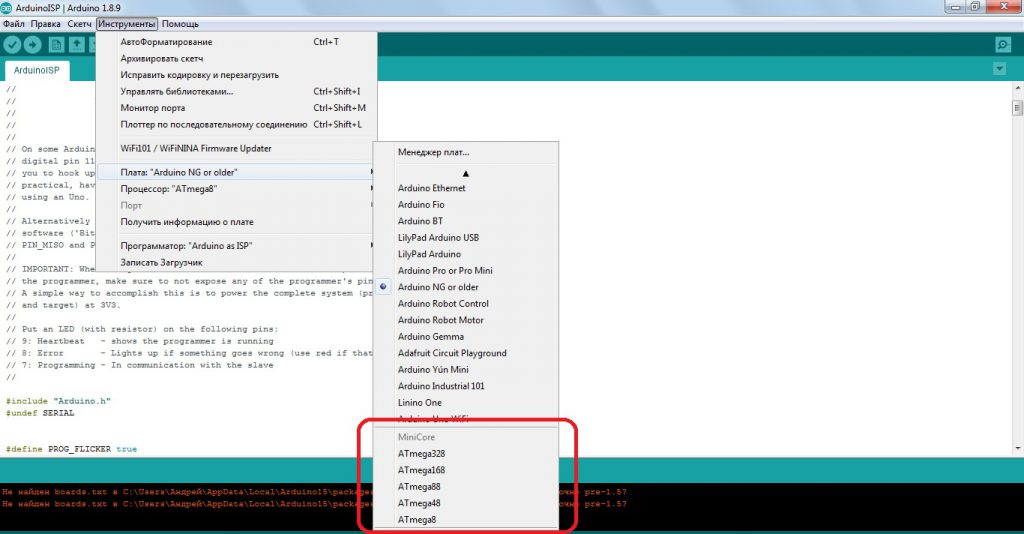 ArduinoISP | Arduino 1.8.9
Файл Правка Скетч Инструменты Помощь
ArduinoISP
АвтоФорматирование Ctrl+T
Архивировать скетч
Исправить кодировку и перезагрузить
Управлять библиотеками... Ctrl+Shift+I
Монитор порта Ctrl+Shift+M
Плоттер по последовательному соединению Ctrl+Shift+L
WiFi101 / WiFiNINA Firmware Updater
Плата: "Arduino NG or older"
Процессор: "ATmega8"
Порт
Получить информацию о плате
Программатор: "Arduino as ISP"
Записать Загрузчик
Менеджер плат...
Arduino Ethernet
Arduino Fio
Arduino BT
LilyPad Arduino USB
LilyPad Arduino
Arduino Pro or Pro Mini
Arduino NG or older
Arduino Robot Control
Arduino Robot Motor
Arduino Gemma
Adafruit Circuit Playground
Arduino Yún Mini
Arduino Industrial 101
Linino One
Arduino Uno WiFi
MiniCore
ATmega328
ATmega168
ATmega88
ATmega48
ATmega8
//
//
//
//
// On some Arduin
// digital pin 11
// you to hook up
// practical, hav
// using an Uno.
//
// Alternatively
// software ('Bit
// PIN_MISO and P
//
// IMPORTANT: Whe
// the programmer, make sure to not expose any of the programmer's pin
// A simple way to accomplish this is to power the complete system (pr
// and target) at 3V3.
//
// Put an LED (with resistor) on the following pins:
// 9: Heartbeat - shows the programmer is running
// 8: Error - Lights up if something goes wrong (use red if that
// 7: Programming - In communication with the slave
//
#include "Arduino.h"
#undef SERIAL
#define PROG_FLICKER true
Не найден boards.txt в C:\Users\Андрей\AppData\Local\Arduino15\package очно pre-1.5?
Не найден boards.txt в C:\Users\Андрей\AppData\Local\Arduino15\package очно pre-1.5?